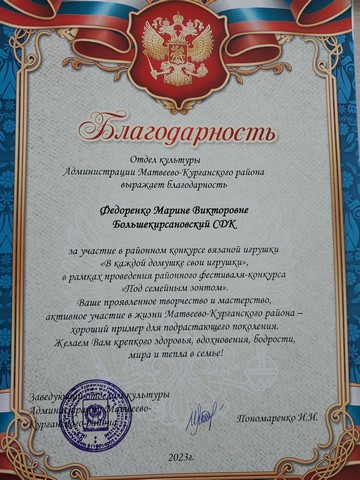 Благодарность
Отдел культуры
Администрации Матвеево-Курганского района
выражает благодарность
Федоренко Марине Викторовне
Большекирсановский СДК
за участие в районном конкурсе вязаной игрушки
«В каждой домушке свои игрушки»,
в рамках проведения районного фестиваля-конкурса
«Под семейным зонтом».
Ваше проявленное творчество и мастерство,
активное участие в жизни Матвеево-Курганского района –
хороший пример для подрастающего поколения.
Желаем Вам крепкого здоровья, вдохновения, бодрости,
мира и тепла в семье!
Заведующий отделом культуры
Администрации Матвеево-
Курганского района
Пономаренко И.И.
2023г.